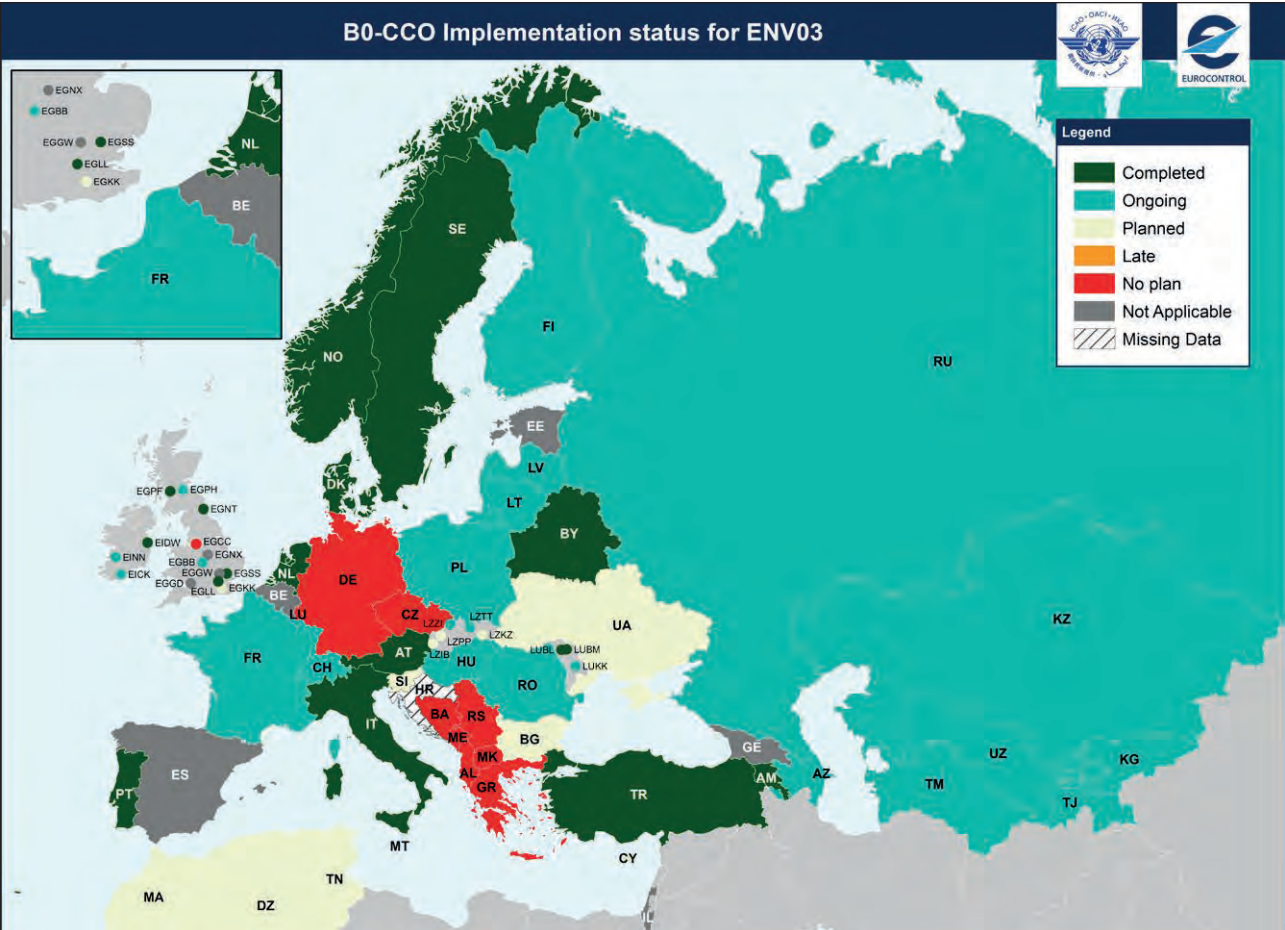 B0-CCO Implementation status for ENV03
ICAO · OACI · ИКАО
EUROCONTROL
Legend
Completed
Ongoing
Planned
Late
No plan
Not Applicable
Missing Data
EGNX
EGBB
EGGW
EGSS
EGLL
EGKK
NL
BE
FR
SE
NO
FI
RU
EE
LV
LT
DK
BY
EGPF
EGPH
EGNT
EIDW
EGCC
EINN
EGNX
EGBB
EICK
EGGW
EGSS
EGGD
EGLL
EGKK
NL
BE
DE
PL
LU
CZ
LZTT
LZZI
LZKZ
LZPP
LZIB
UA
KZ
FR
CH
AT
HU
LUBL
LUBM
LUKK
SI
HR
RO
IT
BA
RS
ME
BG
MK
AL
GR
GE
AM
AZ
UZ
KG
TM
TJ
PT
ES
TR
MT
CY
TN
MA
DZ
IL